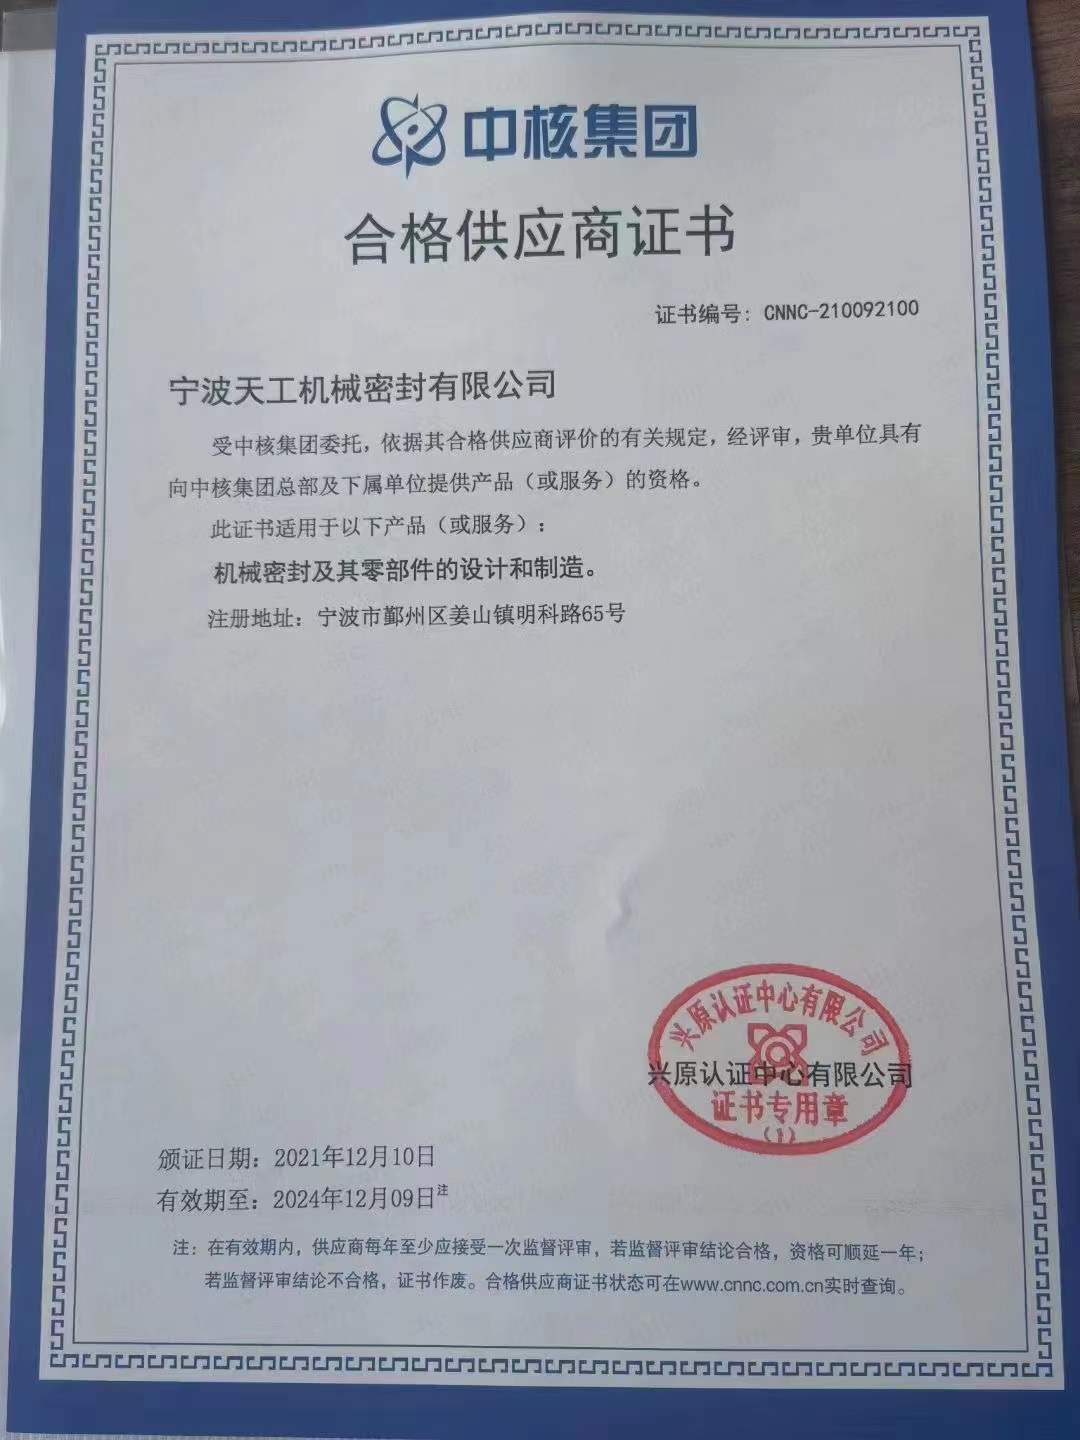 中核集团
合格供应商证书
证书编号：CNNC-210092100
宁波天工机械密封有限公司
受中核集团委托，依据其合格供应商评价的有关规定，经评审，贵单位具有
向中核集团总部及下属单位提供产品（或服务）的资格。
此证书适用于以下产品（或服务）：
机械密封及其零部件的设计和制造。
注册地址：宁波市鄞州区姜山镇明科路65号
兴原认证中心有限公司
兴原认证中心有限公司
证书专用章
（1）
颁证日期：2021年12月10日
有效期至：2024年12月09日注
注：在有效期内，供应商每年至少应接受一次监督评审，若监督评审结论合格，资格可顺延一年；
若监督评审结论不合格，证书作废。合格供应商证书状态可在www.cnnc.com.cn实时查询。